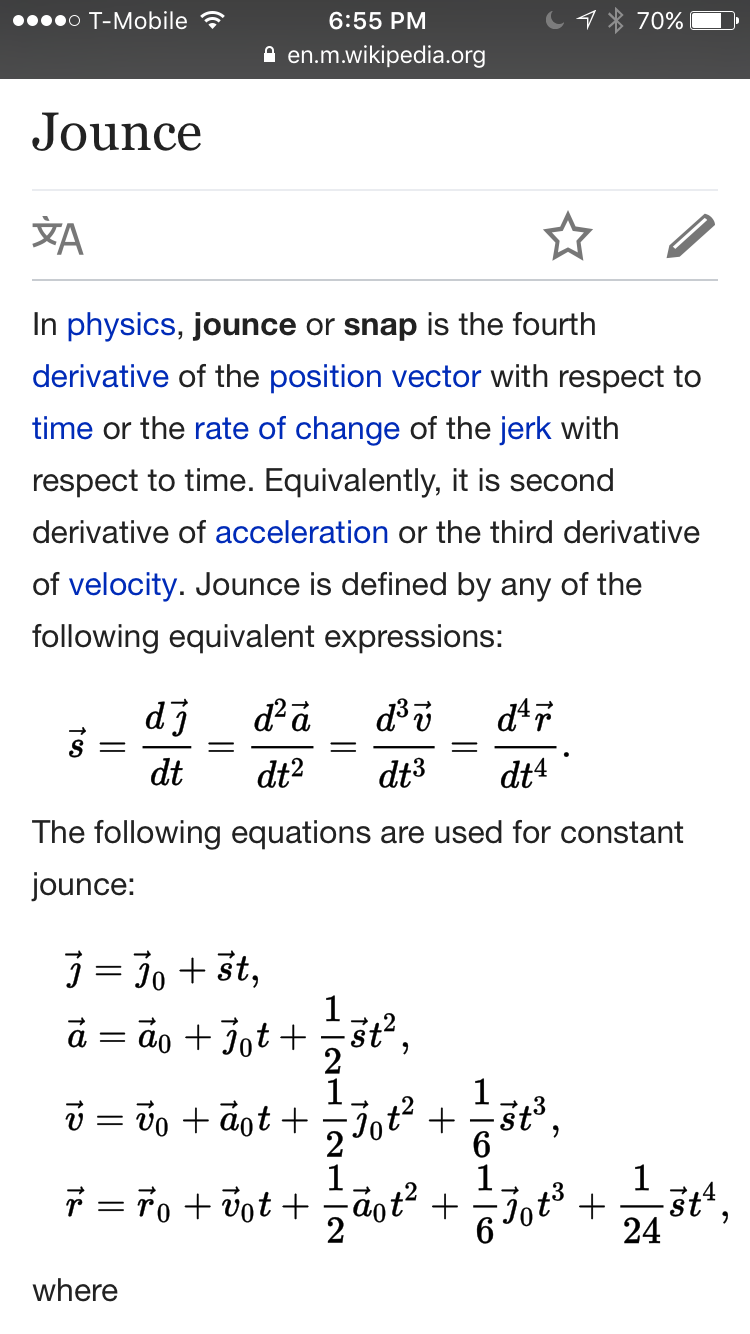 T-Mobile 6:55 PM 70%
en.m.wikipedia.org
Jounce
文A
In physics, jounce or snap is the fourth
derivative of the position vector with respect to
time or the rate of change of the jerk with
respect to time. Equivalently, it is second
derivative of acceleration or the third derivative
of velocity. Jounce is defined by any of the
following equivalent expressions:
$\vec{s} = \frac{d\vec{\jmath}}{dt} = \frac{d^2\vec{a}}{dt^2} = \frac{d^3\vec{v}}{dt^3} = \frac{d^4\vec{r}}{dt^4}.$
The following equations are used for constant
jounce:
$\vec{\jmath} = \vec{\jmath}_0 + \vec{s}t,$
$\vec{a} = \vec{a}_0 + \vec{\jmath}_0 t + \frac{1}{2}\vec{s}t^2,$
$\vec{v} = \vec{v}_0 + \vec{a}_0 t + \frac{1}{2}\vec{\jmath}_0 t^2 + \frac{1}{6}\vec{s}t^3,$
$\vec{r} = \vec{r}_0 + \vec{v}_0 t + \frac{1}{2}\vec{a}_0 t^2 + \frac{1}{6}\vec{\jmath}_0 t^3 + \frac{1}{24}\vec{s}t^4,$
where